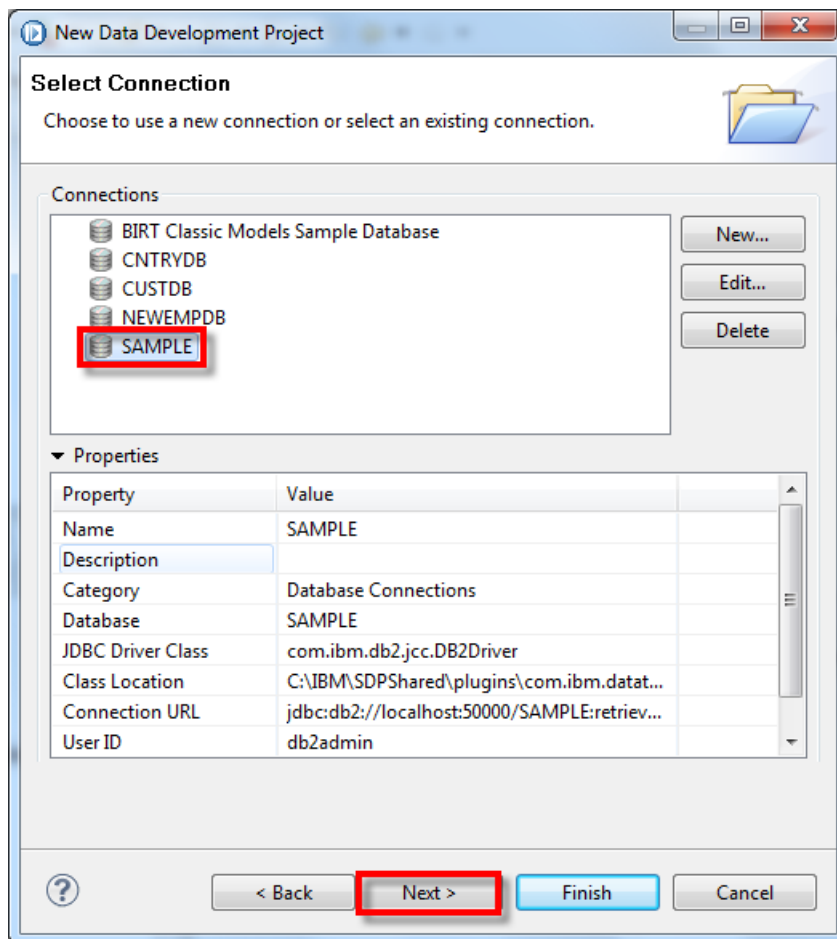 New Data Development Project
Select Connection
Choose to use a new connection or select an existing connection.
Connections
BIRT Classic Models Sample Database
CNTRYDB
CUSTDB
NEWEMPDB
SAMPLE
New...
Edit...
Delete
Properties
Property Value
Name SAMPLE
Description
Category Database Connections
Database SAMPLE
JDBC Driver Class com.ibm.db2.jcc.DB2Driver
Class Location C:\IBM\SDPShared\plugins\com.ibm.datat...
Connection URL jdbc:db2://localhost:50000/SAMPLE:retriev...
User ID db2admin
? < Back Next > Finish Cancel